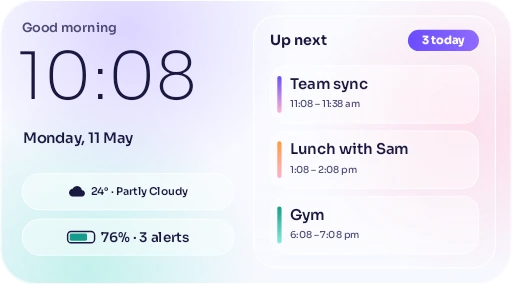 Good morning
10:08
Monday, 11 May
24° · Partly Cloudy
76% · 3 alerts
Up next
3 today
Team sync
11:08 – 11:38 am
Lunch with Sam
1:08 – 2:08 pm
Gym
6:08 – 7:08 pm